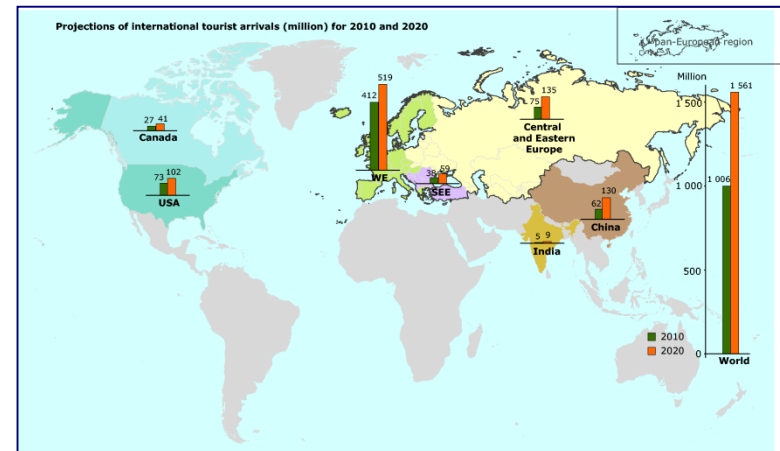 Projections of international tourist arrivals (million) for 2010 and 2020
pan-European region
Million
519
412
1 561
1 500
135
75
Central
and Eastern
Europe
27 41
Canada
59
38
WE
SEE
73 102
USA
1 006
1 000
130
62
China
5 9
India
500
2010
2020
0
World